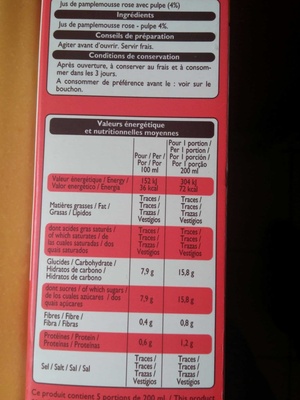 Jus de pamplemousse rose avec pulpe (4%)
Ingrédients
Jus de pamplemousse rose - pulpe 4%.
Conseils de préparation
Agiter avant d'ouvrir. Servir frais.
Conditions de conservation
Après ouverture, à conserver au frais et à consom-
mer dans les 3 jours.
A consommer de préférence avant le : voir sur le
bouchon.
Valeurs énergétique
et nutritionnelles moyennes
Pour / Per / Por / Por 100 ml
Pour 1 portion / Per 1 portion / Por 1 porción / Por 1 porção 200 ml
Valeur énergétique / Energy / Valor energético / Energia
152 kJ 36 kcal
304 kJ 72 kcal
Matières grasses / Fat / Grasas / Lípidos
Traces / Traces / Trazas / Vestígios
Traces / Traces / Trazas / Vestígios
dont acides gras saturés / of which saturates / de las cuales saturadas / dos quais saturados
Traces / Traces / Trazas / Vestígios
Traces / Traces / Trazas / Vestígios
Glucides / Carbohydrate / Hidratos de carbono / Hidratos de carbono
7,9 g
15,8 g
dont sucres / of which sugars / de los cuales azúcares / dos quais açúcares
7,9 g
15,8 g
Fibres / Fibre / Fibra / Fibras
0,4 g
0,8 g
Protéines / Protein / Proteínas / Proteínas
0,6 g
1,2 g
Sel / Salt / Sal / Sal
Traces / Traces / Trazas / Vestígios
Traces / Traces / Trazas / Vestígios
Ce produit contient 5 portions de 200 ml. / This product